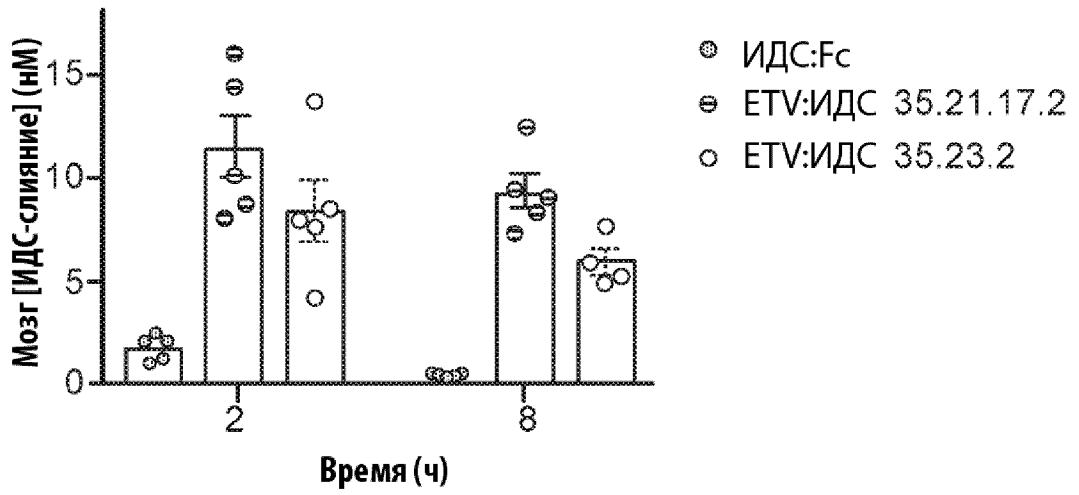 Мозг [ИДС-слияние] (нМ)
15
10
5
0
2
8
Время (ч)
ИДС:Fc
ETV:ИДС 35.21.17.2
ETV:ИДС 35.23.2